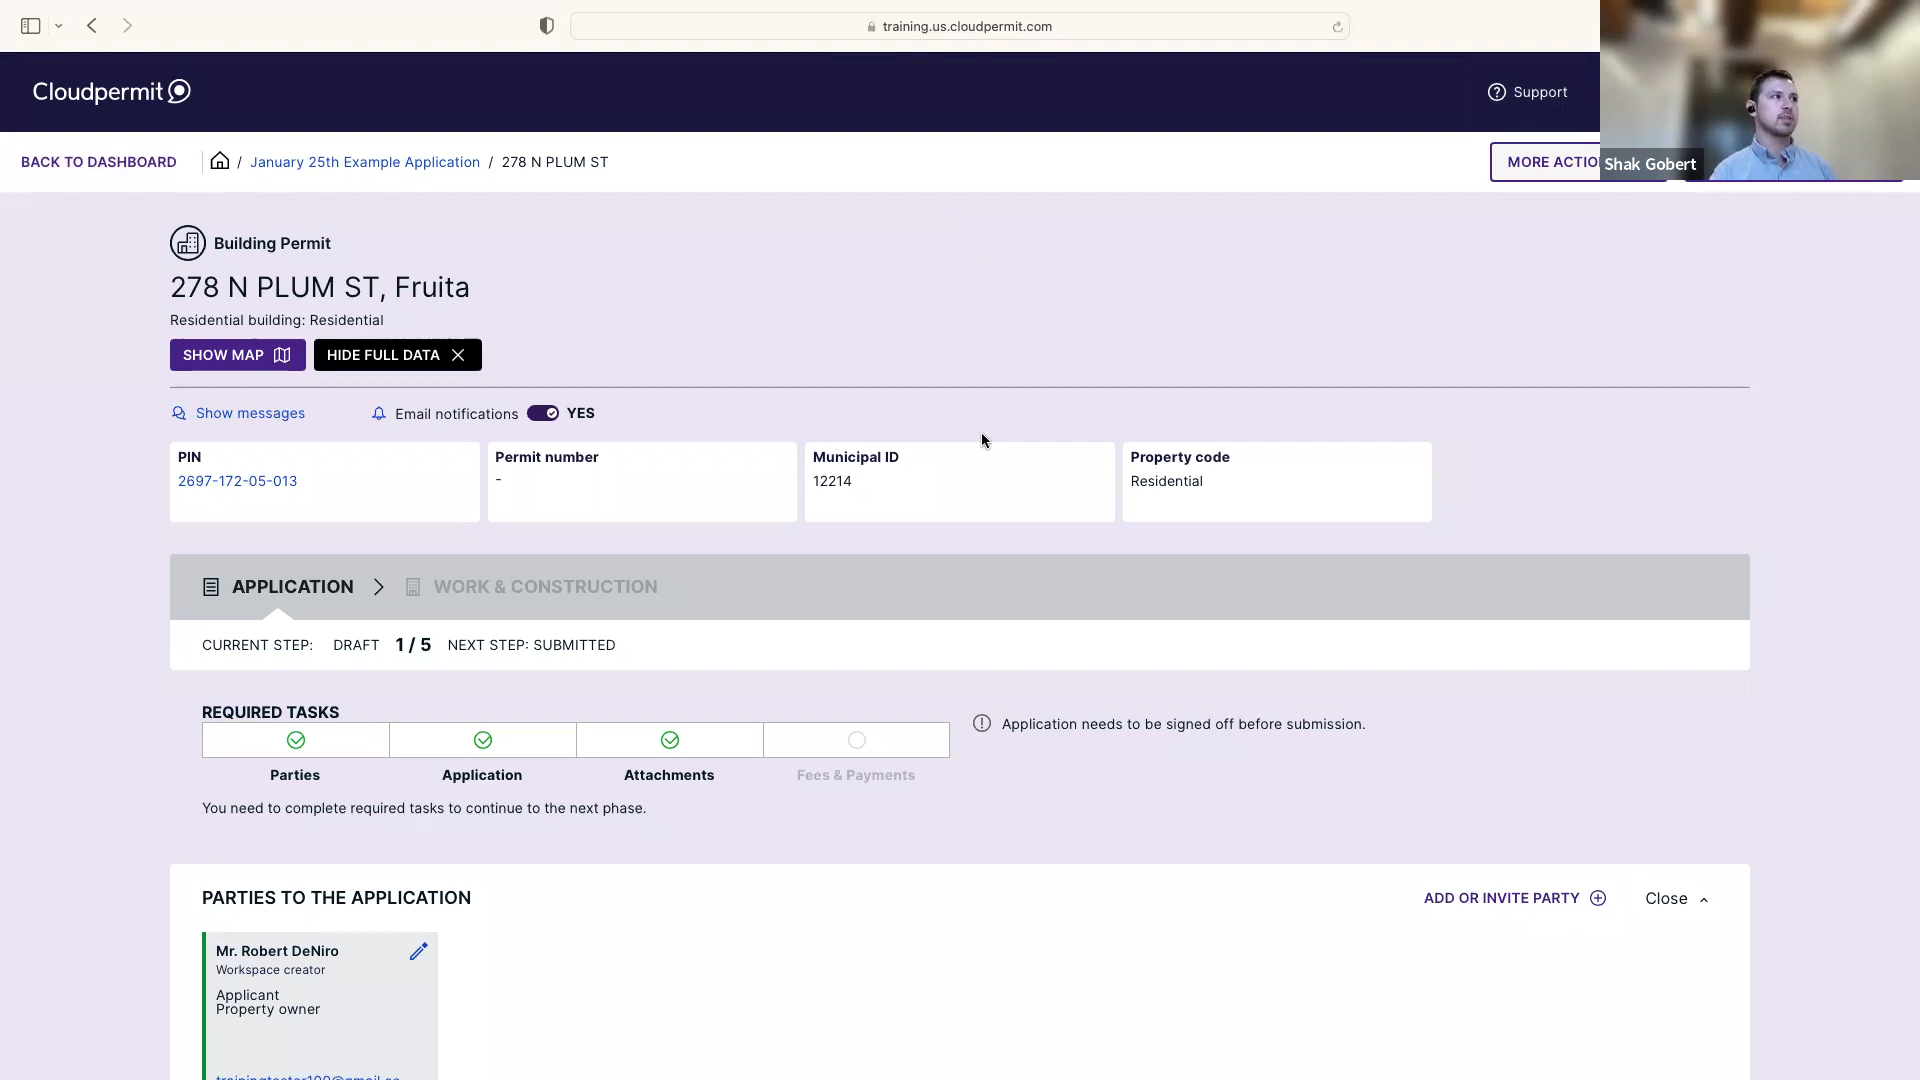 training.us.cloudpermit.com
Cloudpermit
Support
BACK TO DASHBOARD / January 25th Example Application / 278 N PLUM ST
MORE ACTIO
Shak Gobert
Building Permit
278 N PLUM ST, Fruita
Residential building: Residential
SHOW MAP HIDE FULL DATA
Show messages Email notifications YES
PIN Permit number Municipal ID Property code
2697-172-05-013 - 12214 Residential
APPLICATION WORK & CONSTRUCTION
CURRENT STEP: DRAFT 1 / 5 NEXT STEP: SUBMITTED
REQUIRED TASKS
Application needs to be signed off before submission.
Parties Application Attachments Fees & Payments
You need to complete required tasks to continue to the next phase.
PARTIES TO THE APPLICATION ADD OR INVITE PARTY Close
Mr. Robert DeNiro
Workspace creator
Applicant
Property owner